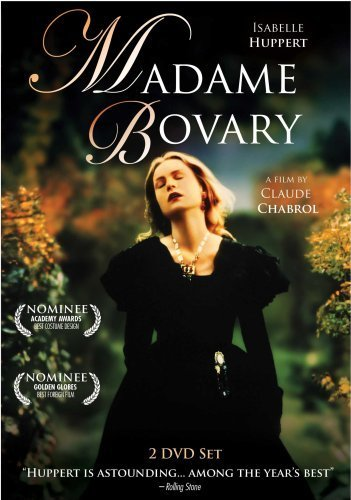 ISABELLE
HUPPERT
MADAME
BOVARY
A FILM BY
CLAUDE
CHABROL
NOMINEE
ACADEMY AWARDS
BEST COSTUME DESIGN
NOMINEE
GOLDEN GLOBES
BEST FOREIGN FILM
2 DVD SET
“HUPPERT IS ASTOUNDING... AMONG THE YEAR'S BEST”
—Rolling Stone